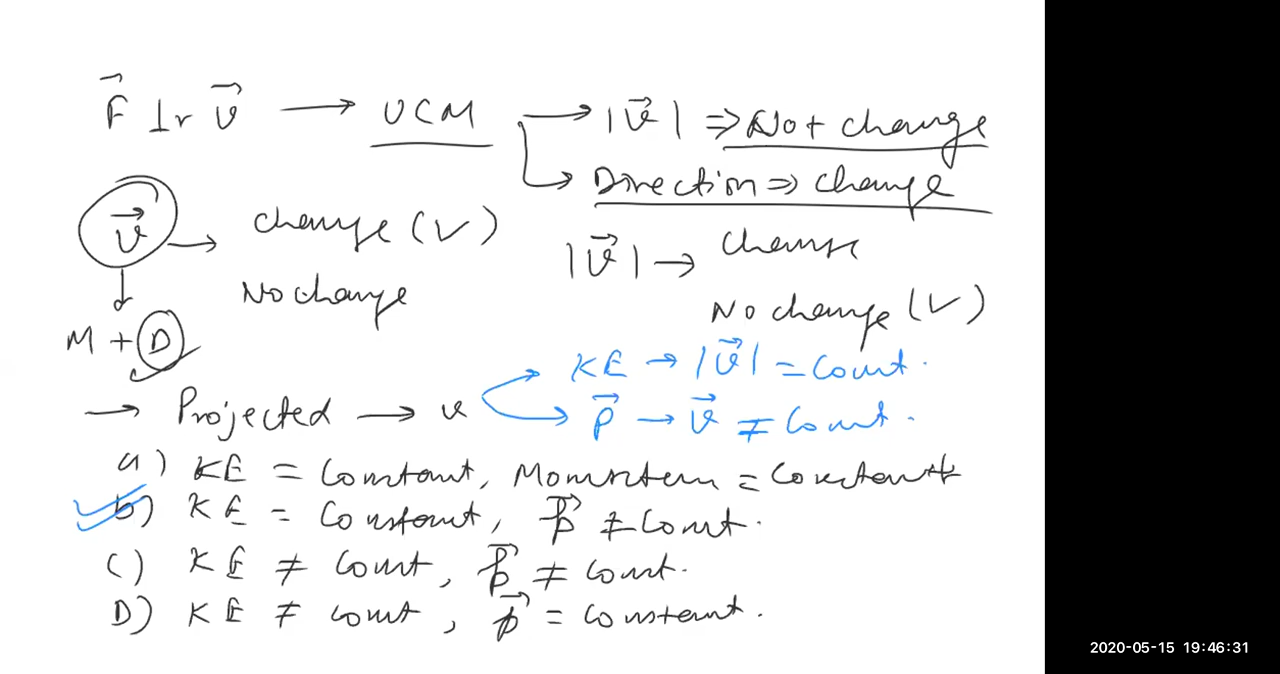 F⃗ ⊥r v⃗ → UCM → |v⃗| ⇒ Not change
→ Direction ⇒ change
v⃗ → change (✓)
No change
M + D
|v⃗| → change
No change (✓)
KE → |v⃗| = Const.
→ Projected → v
p⃗ → v⃗ ≠ Const.
a) KE = Constant, Momentum = Constant
b) KE = Constant, p⃗ ≠ Const.
C) KE ≠ Const, p⃗ ≠ Const.
D) KE ≠ Const, p⃗ = Constant.
2020-05-15 19:46:31